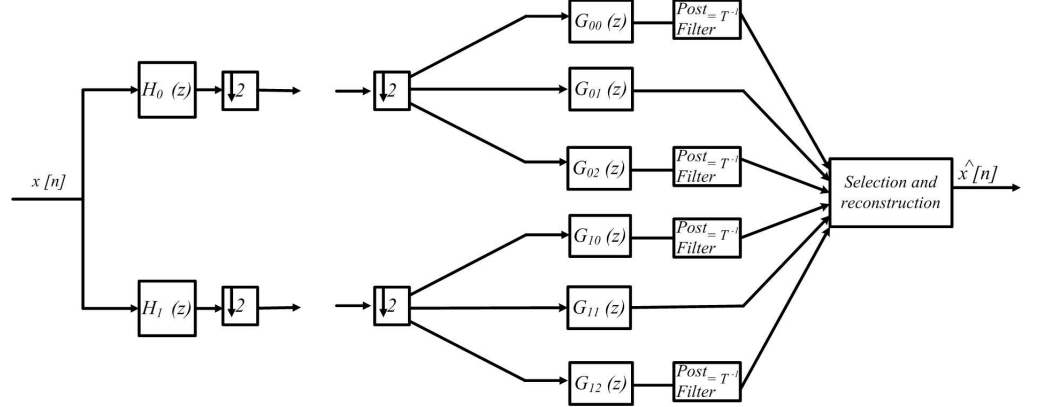 x [n]
H0 (z)
2
H1 (z)
2
2
2
G00 (z)
G01 (z)
G02 (z)
G10 (z)
G11 (z)
G12 (z)
Post
Filter
= T -1
Post
Filter
= T -1
Post
Filter
= T -1
Post
Filter
= T -1
Selection and
reconstruction
x^ [n]